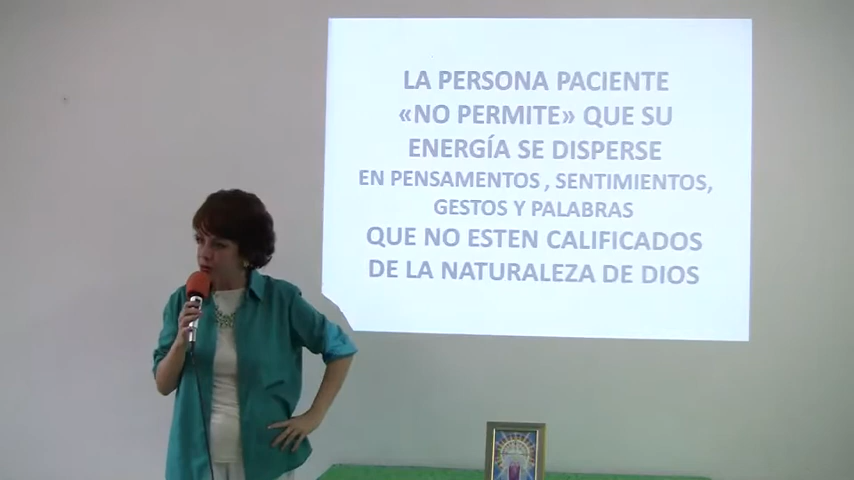 LA PERSONA PACIENTE
«NO PERMITE» QUE SU
ENERGÍA SE DISPERSE
EN PENSAMENTOS , SENTIMIENTOS,
GESTOS Y PALABRAS
QUE NO ESTEN CALIFICADOS
DE LA NATURALEZA DE DIOS